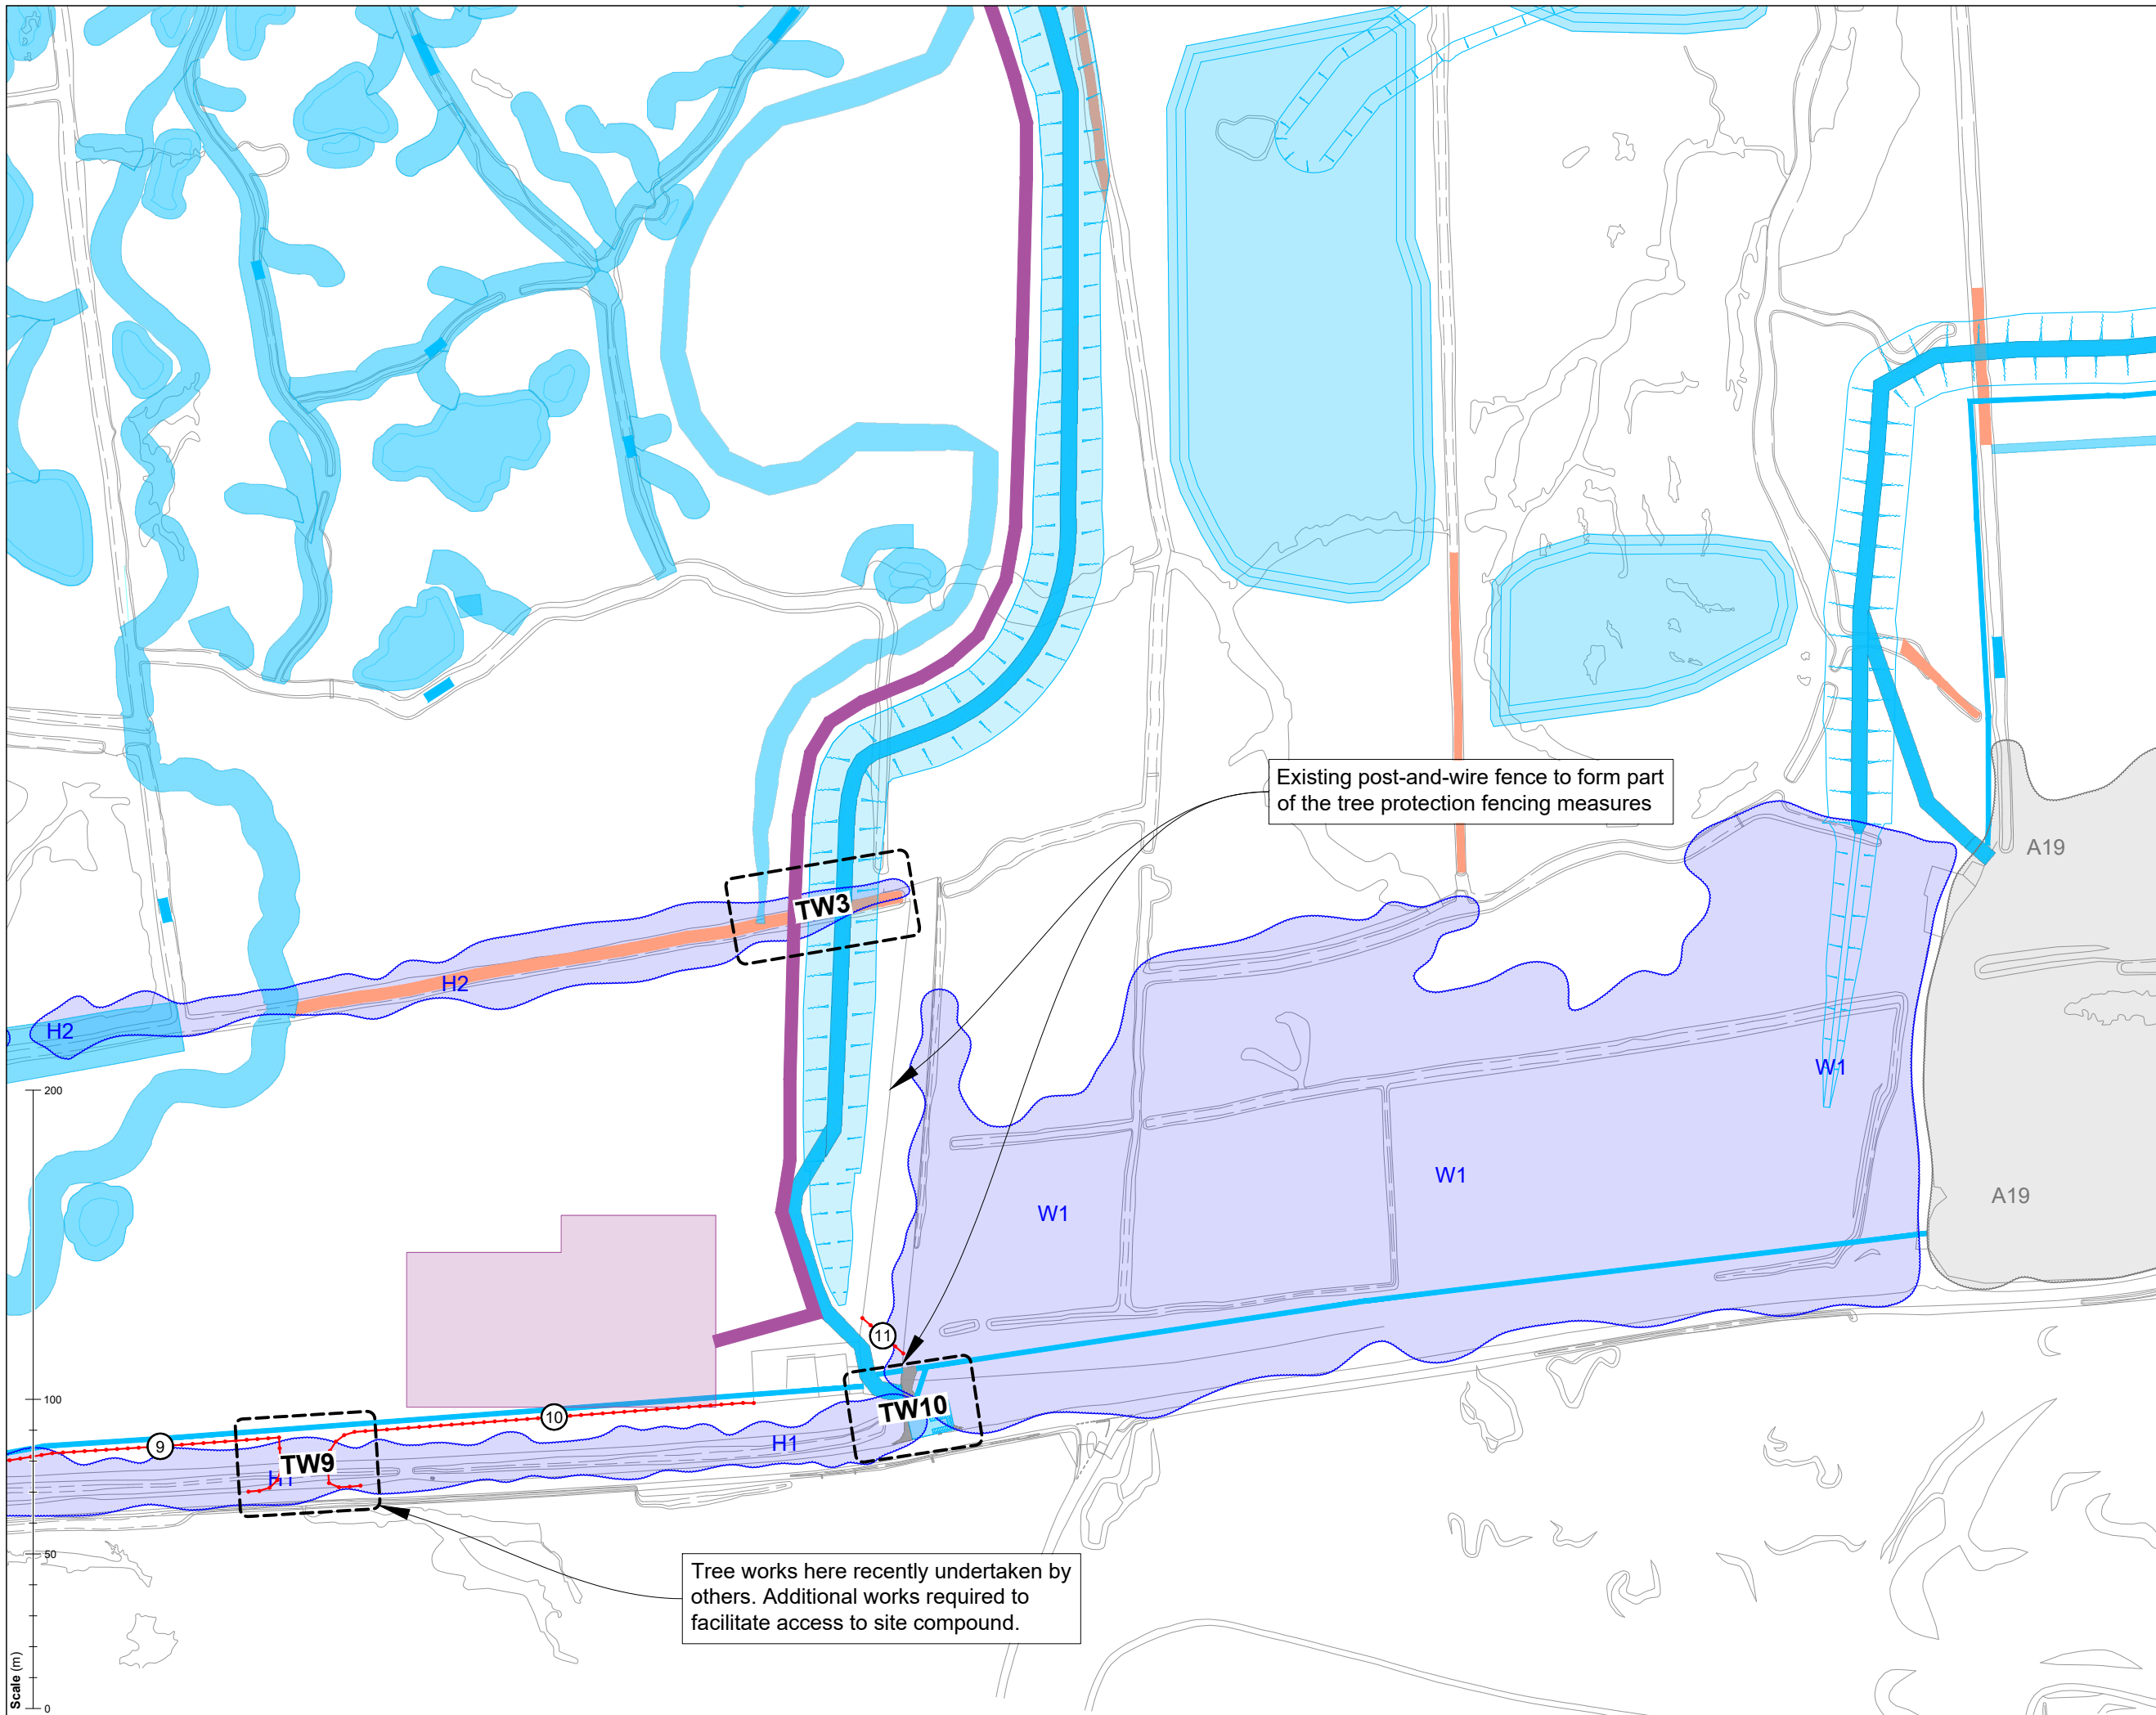 Existing post-and-wire fence to form part
of the tree protection fencing measures
A19
TW3
H2
H2
W1
200
W1
W1
A19
11
100
10
TW10
9
H1
TW9
H1
50
Tree works here recently undertaken by
others. Additional works required to
facilitate access to site compound.
Scale (m)
0